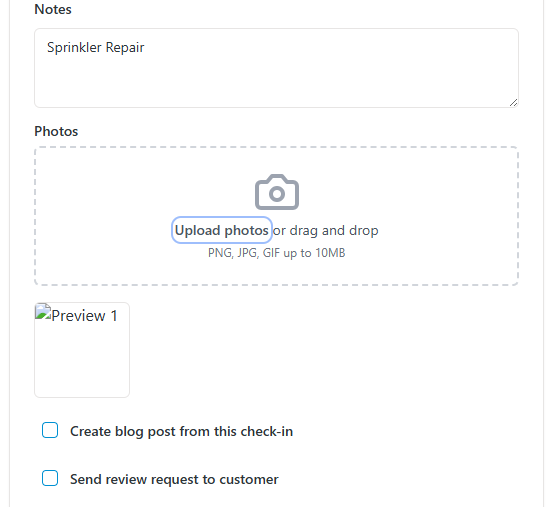 Notes
Sprinkler Repair
Photos
Upload photos or drag and drop
PNG, JPG, GIF up to 10MB
Preview 1
Create blog post from this check-in
Send review request to customer